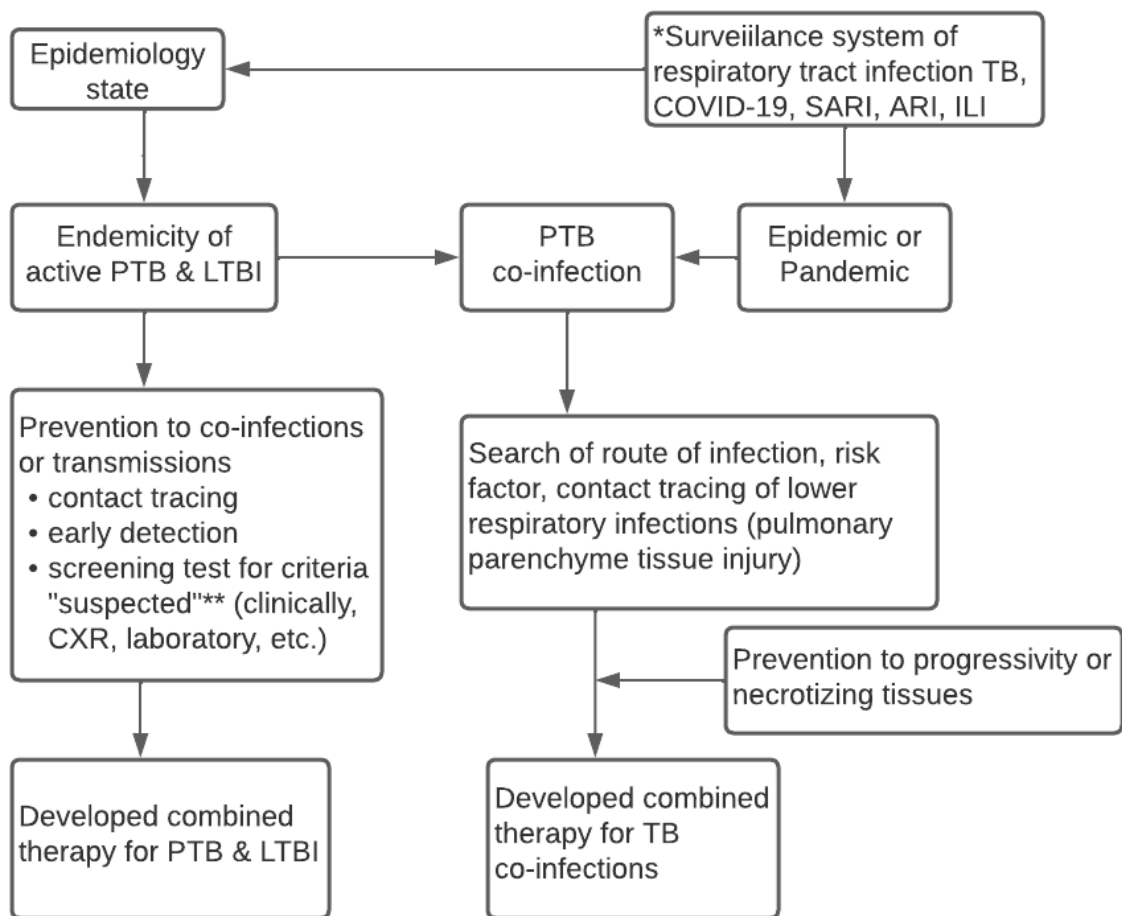 Epidemiology
state
*Surveiilance system of
respiratory tract infection TB,
COVID-19, SARI, ARI, ILI
Endemicity of
active PTB & LTBI
PTB
co-infection
Epidemic or
Pandemic
Prevention to co-infections
or transmissions
• contact tracing
• early detection
• screening test for criteria
"suspected"** (clinically,
CXR, laboratory, etc.)
Search of route of infection, risk
factor, contact tracing of lower
respiratory infections (pulmonary
parenchyme tissue injury)
Prevention to progressivity or
necrotizing tissues
Developed combined
therapy for PTB & LTBI
Developed combined
therapy for TB
co-infections